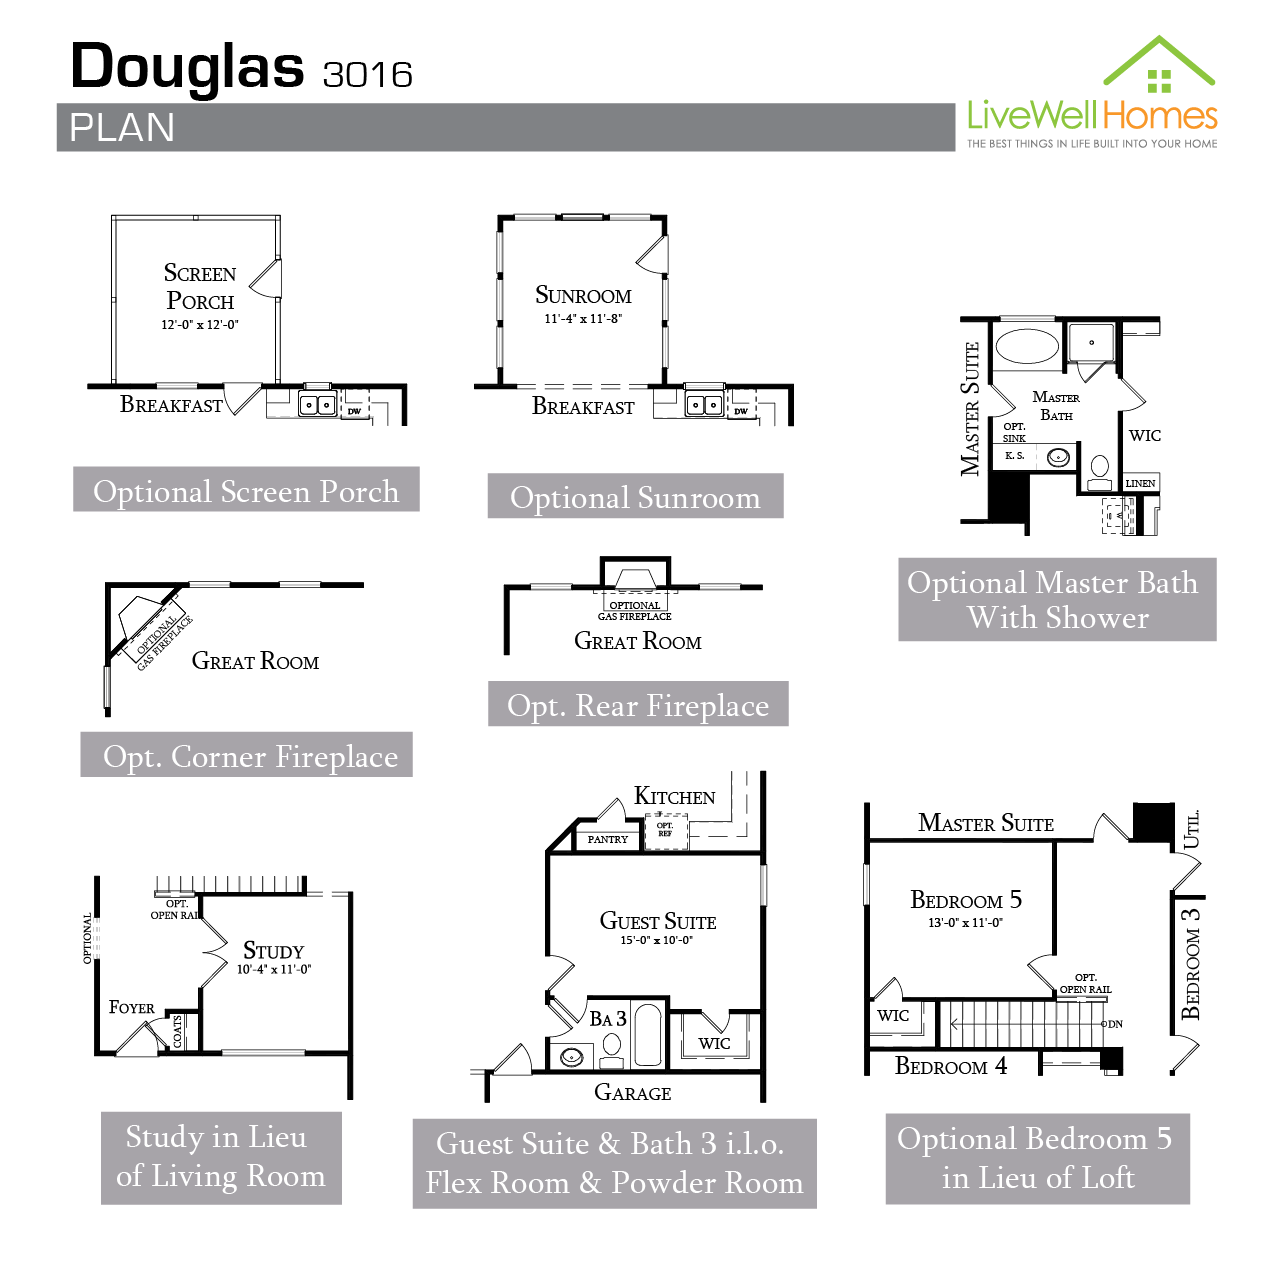 Douglas 3016
PLAN
LiveWell Homes
THE BEST THINGS IN LIFE BUILT INTO YOUR HOME
SCREEN
PORCH
12'-0" x 12'-0"
BREAKFAST
DW
Optional Screen Porch
SUNROOM
11'-4" x 11'-8"
BREAKFAST
DW
Optional Sunroom
MASTER SUITE
MASTER
BATH
OPT.
SINK
K. S.
WIC
LINEN
W
Optional Master Bath
With Shower
OPTIONAL
GAS FIREPLACE
GREAT ROOM
Opt. Corner Fireplace
OPTIONAL
GAS FIREPLACE
GREAT ROOM
Opt. Rear Fireplace
OPT.
OPEN RAIL
OPTIONAL
STUDY
10'-4" x 11'-0"
FOYER
COATS
Study in Lieu
of Living Room
KITCHEN
PANTRY
OPT.
REF
GUEST SUITE
15'-0" x 10'-0"
BA 3
WIC
GARAGE
Guest Suite & Bath 3 i.l.o.
Flex Room & Powder Room
MASTER SUITE
UTIL.
BEDROOM 5
13'-0" x 11'-0"
BEDROOM 3
OPT.
OPEN RAIL
WIC
DN
BEDROOM 4
Optional Bedroom 5
in Lieu of Loft